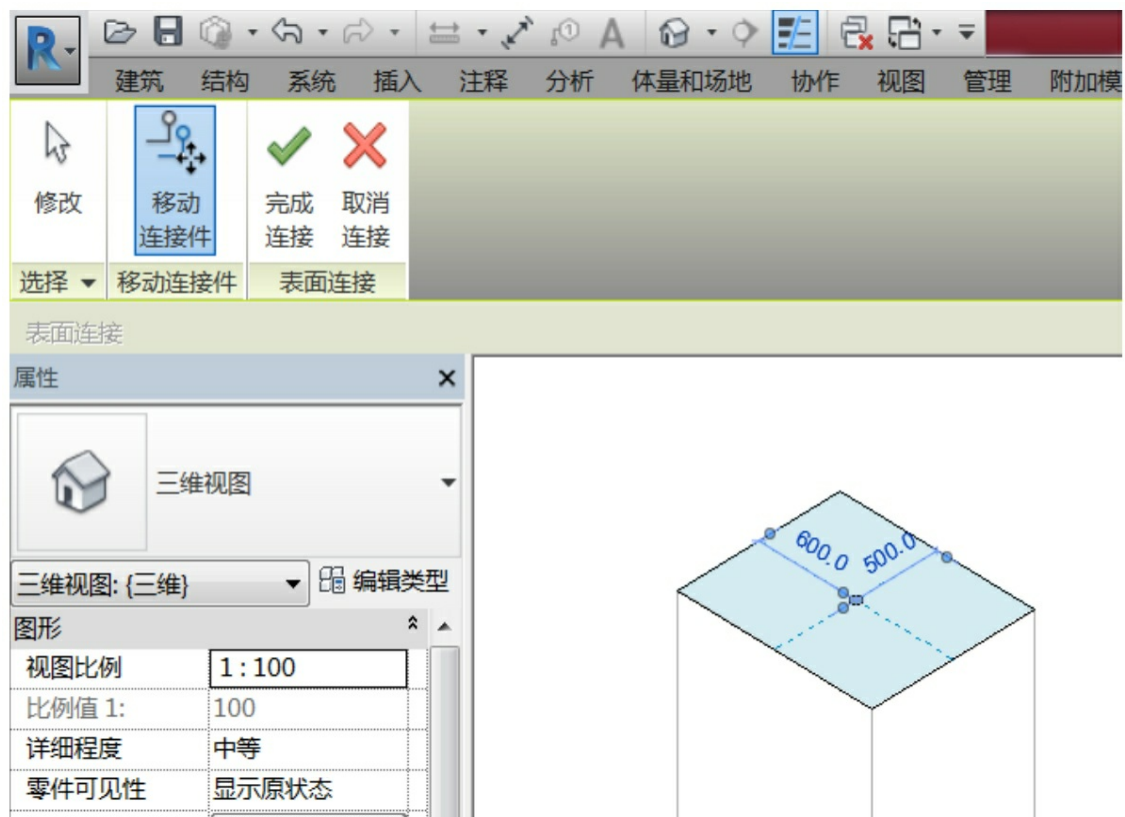 R
A
建筑 结构 系统 插入 注释 分析 体量和场地 协作 视图 管理 附加模
修改
移动
连接件
完成
连接
取消
连接
选择 移动连接件 表面连接
表面连接
属性
三维视图
三维视图: {三维} 编辑类型
图形
视图比例 1 : 100
比例值 1: 100
详细程度 中等
零件可见性 显示原状态
600.0 500.0